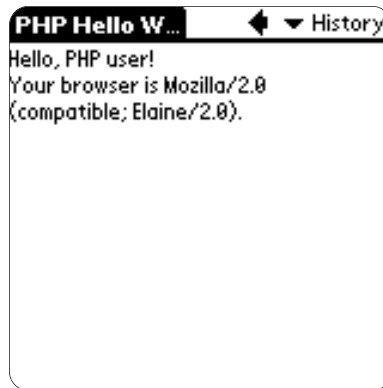 PHP Hello W...
History
Hello, PHP user!
Your browser is Mozilla/2.0
(compatible; Elaine/2.0).